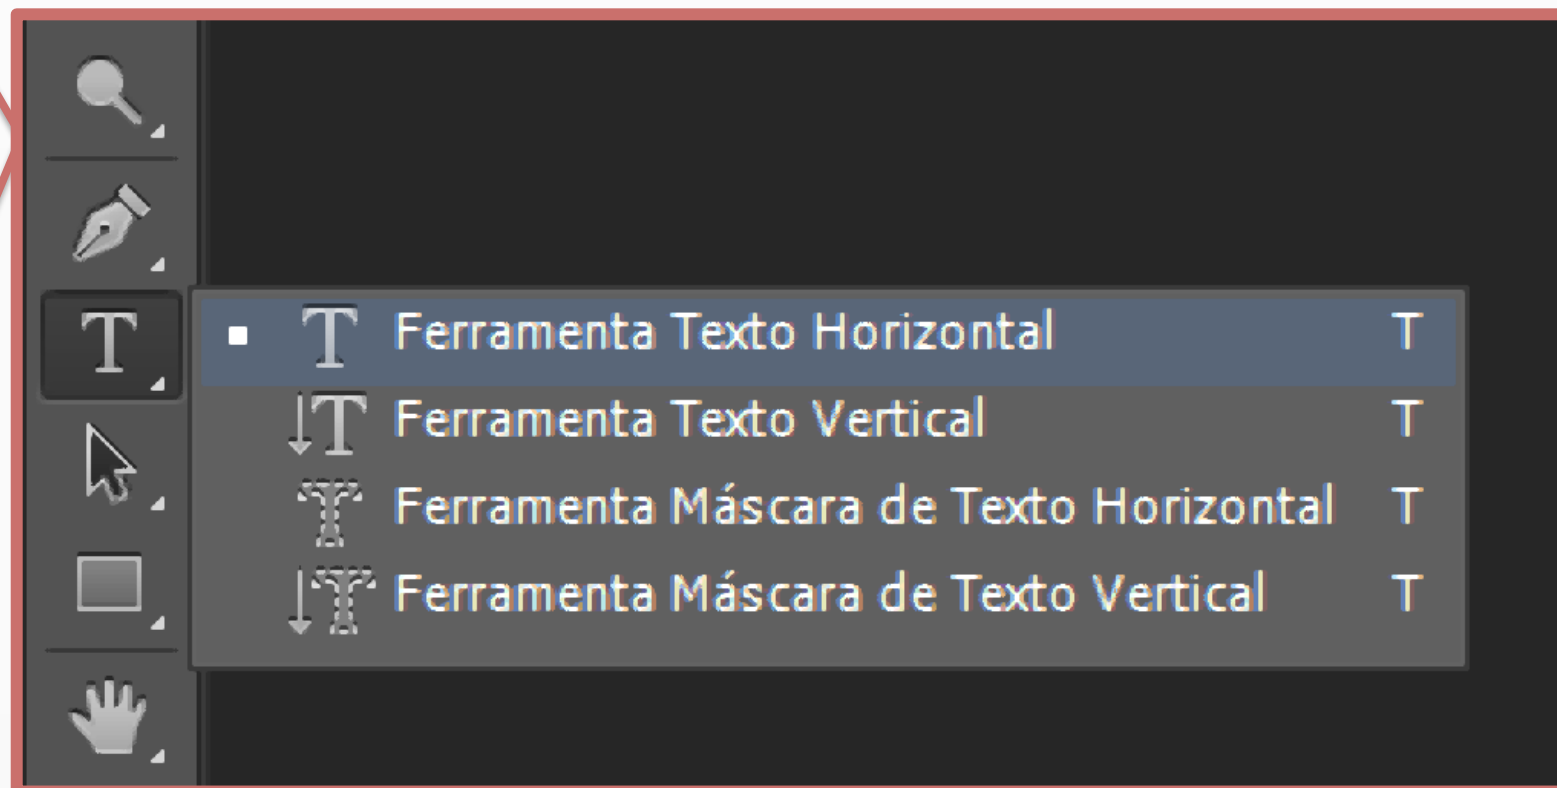 Ferramenta Texto Horizontal T
Ferramenta Texto Vertical T
Ferramenta Máscara de Texto Horizontal T
Ferramenta Máscara de Texto Vertical T